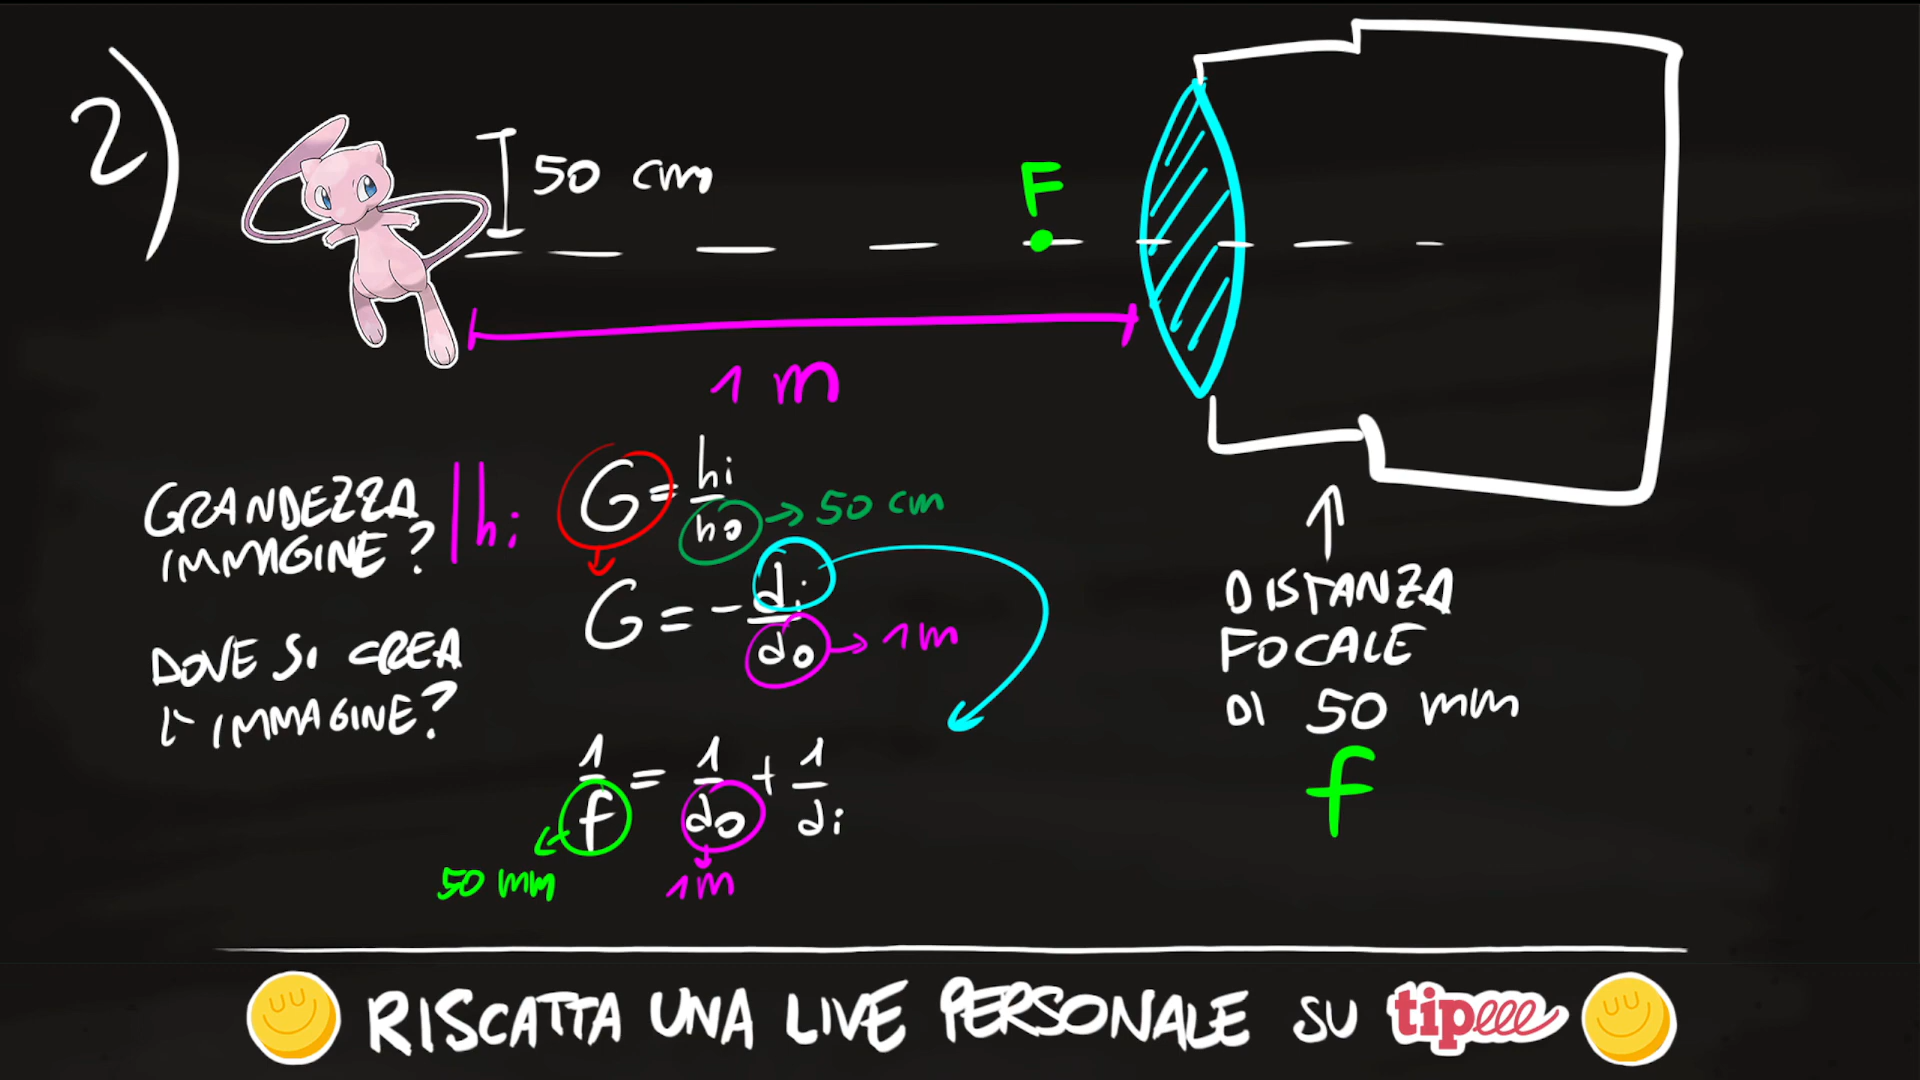 2)
50 cm
F
1 m
GRANDEZZA
IMMAGINE?
hi
G = hi
ho → 50 cm
G = - di
do → 1 m
DOVE SI CREA
L'IMMAGINE?
1/f = 1/do + 1/di
50 mm
1 m
DISTANZA
FOCALE
DI 50 mm
f
RISCATTA UNA LIVE PERSONALE SU tipeee